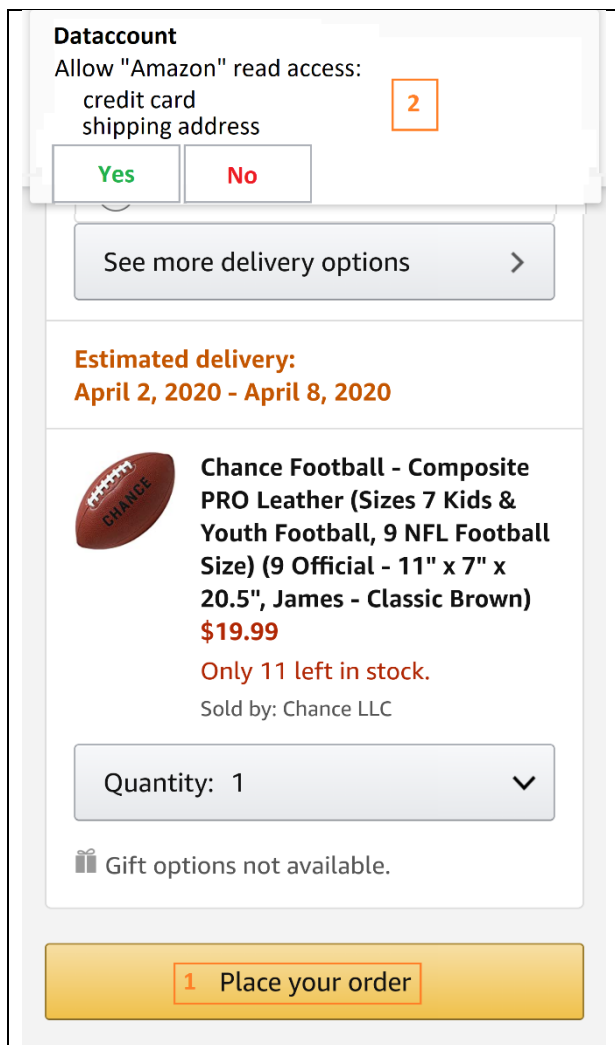 Dataccount
Allow "Amazon" read access:
credit card
2
shipping address
Yes
No
See more delivery options
Estimated delivery:
April 2, 2020 - April 8, 2020
CHANCE
Chance Football - Composite
PRO Leather (Sizes 7 Kids &
Youth Football, 9 NFL Football
Size) (9 Official - 11" x 7" x
20.5", James - Classic Brown)
$19.99
Only 11 left in stock.
Sold by: Chance LLC
Quantity: 1
Gift options not available.
1 Place your order